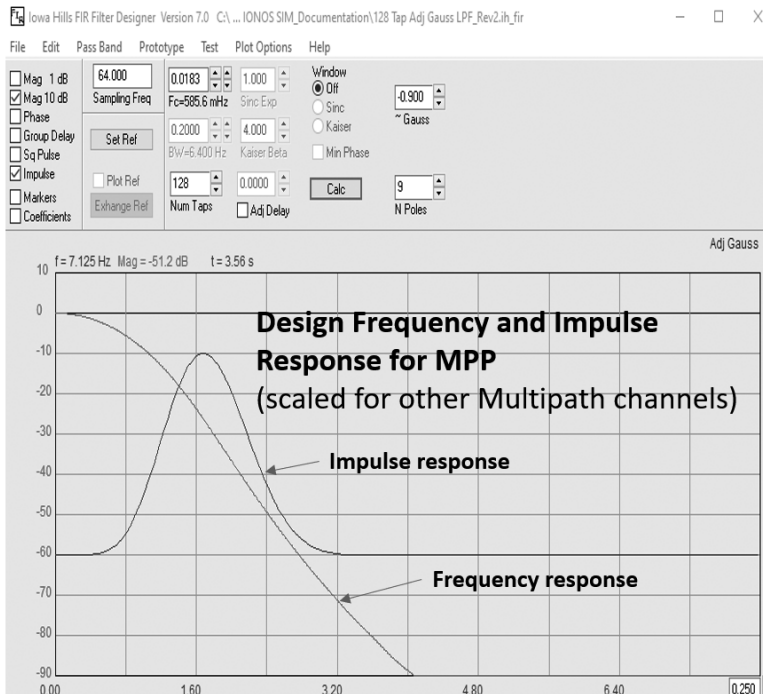 Iowa Hills FIR Filter Designer Version 7.0 C:\ ... IONOS SIM_Documentation\128 Tap Adj Gauss LPF_Rev2.ih_fir
File Edit Pass Band Prototype Test Plot Options Help
Mag 1 dB
Mag 10 dB
Phase
Group Delay
Sq Pulse
Impulse
Markers
Coefficients
64.000
Sampling Freq
Set Ref
Plot Ref
Exhange Ref
0.0183
Fc=585.6 mHz
0.2000
BW=6.400 Hz
128
Num Taps
1.000
Sinc Exp
4.000
Kaiser Beta
0.0000
Adj Delay
Window
Off
Sinc
Kaiser
Min Phase
Calc
-0.900
~ Gauss
9
N Poles
Adj Gauss
f = 7.125 Hz Mag = -51.2 dB t = 3.56 s
10
0
-10
-20
-30
-40
-50
-60
-70
-80
-90
Design Frequency and Impulse
Response for MPP
(scaled for other Multipath channels)
Impulse response
Frequency response
0.00 1.60 3.20 4.80 6.40 0.250